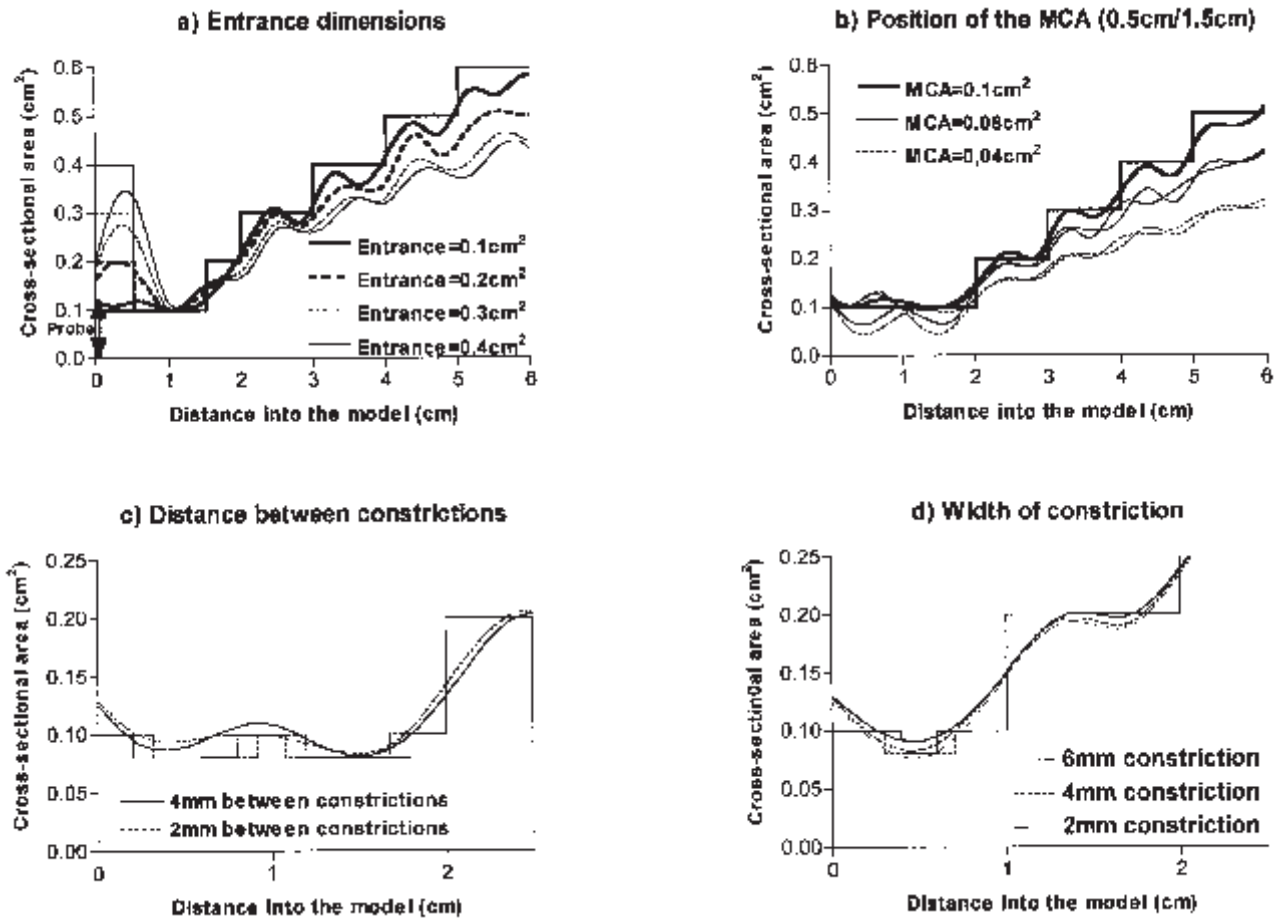 a) Entrance dimensions
Cross-sectional area (cm²)
0.6
0.5
0.4
0.3
0.2
0.1
0.0
Probe
Entrance=0.1cm²
Entrance=0.2cm²
Entrance=0.3cm²
Entrance=0.4cm²
0 1 2 3 4 5 6
Distance into the model (cm)
b) Position of the MCA (0.5cm/1.5cm)
Cross-sectional area (cm²)
0.6
0.5
0.4
0.3
0.2
0.1
0.0
MCA=0.1cm²
MCA=0.08cm²
MCA=0,04cm²
0 1 2 3 4 5 6
Distance into the model (cm)
c) Distance between constrictions
Cross-sectional area (cm²)
0.25
0.20
0.15
0.10
0.05
0.00
4mm between constrictions
2mm between constrictions
0 1 2
Distance into the model (cm)
d) Width of constriction
Cross-sectin0al area (cm²)
0.25
0.20
0.15
0.10
0.05
0.00
6mm constriction
4mm constriction
2mm constriction
0 1 2
Distance into the model (cm)